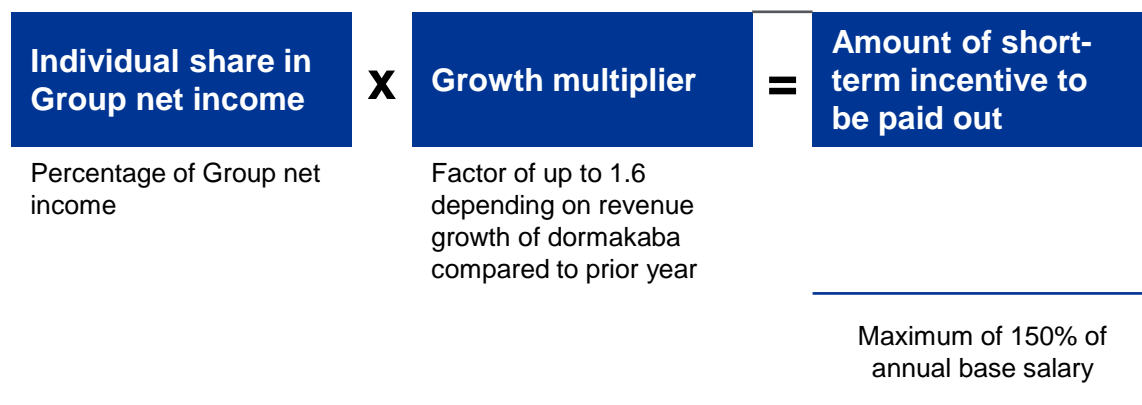 Individual share in
Group net income
x
Growth multiplier
=
Amount of short-
term incentive to
be paid out
Percentage of Group net
income
Factor of up to 1.6
depending on revenue
growth of dormakaba
compared to prior year
Maximum of 150% of
annual base salary